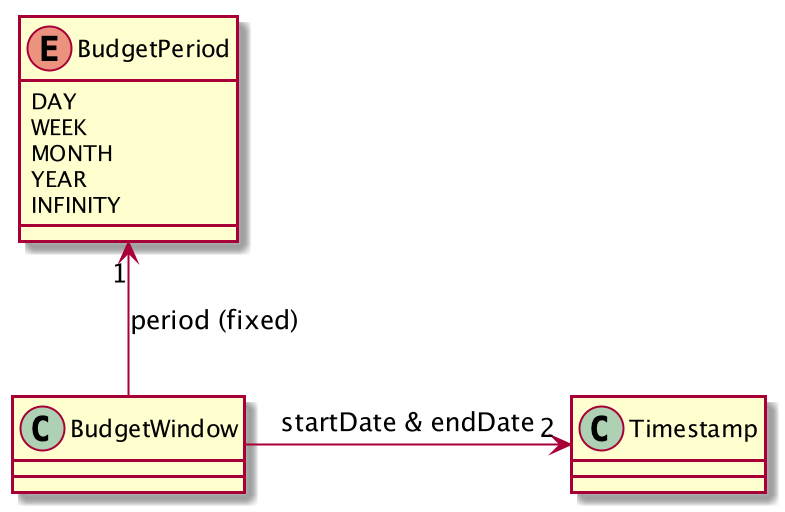 E BudgetPeriod
DAY
WEEK
MONTH
YEAR
INFINITY
1
period (fixed)
C BudgetWindow
startDate & endDate 2
C Timestamp